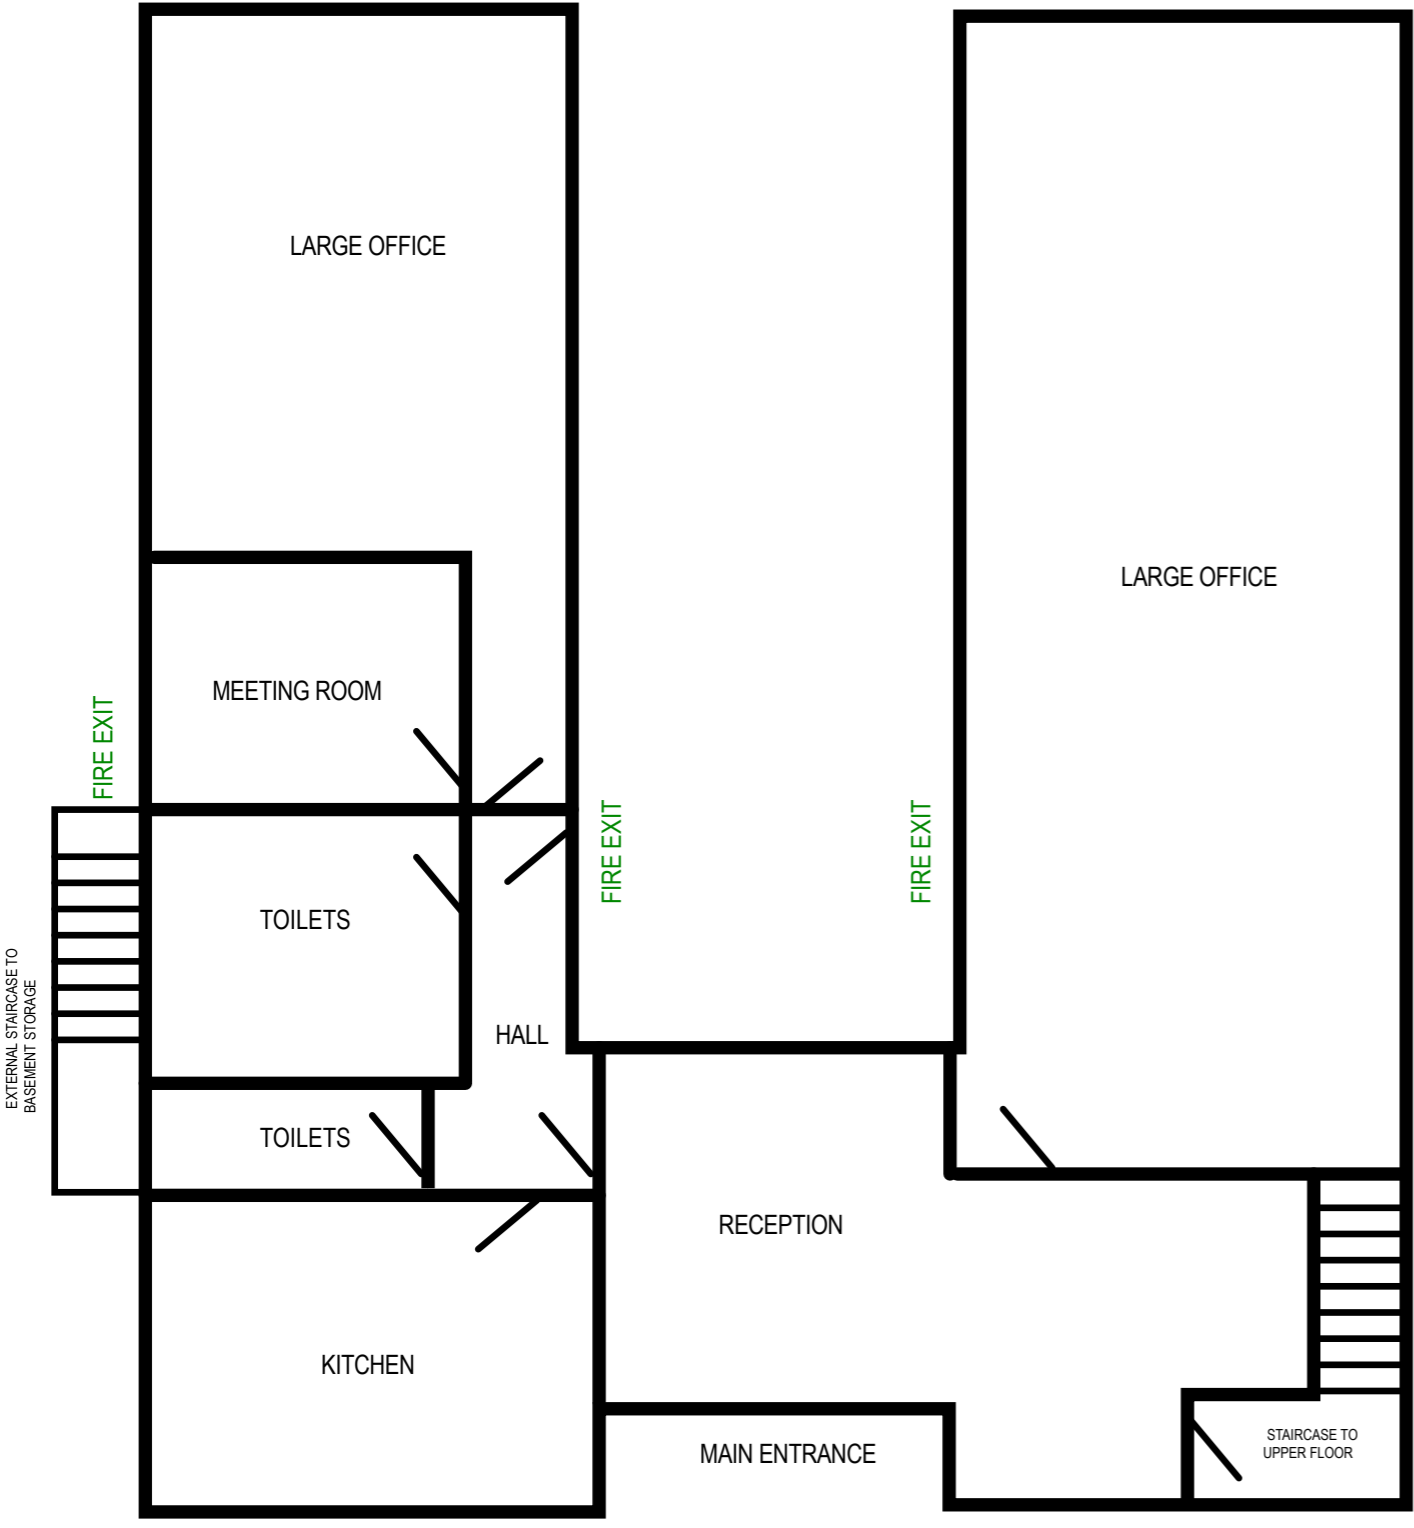 LARGE OFFICE
LARGE OFFICE
MEETING ROOM
FIRE EXIT
FIRE EXIT
FIRE EXIT
TOILETS
EXTERNAL STAIRCASE TO
BASEMENT STORAGE
HALL
TOILETS
RECEPTION
KITCHEN
MAIN ENTRANCE
STAIRCASE TO
UPPER FLOOR